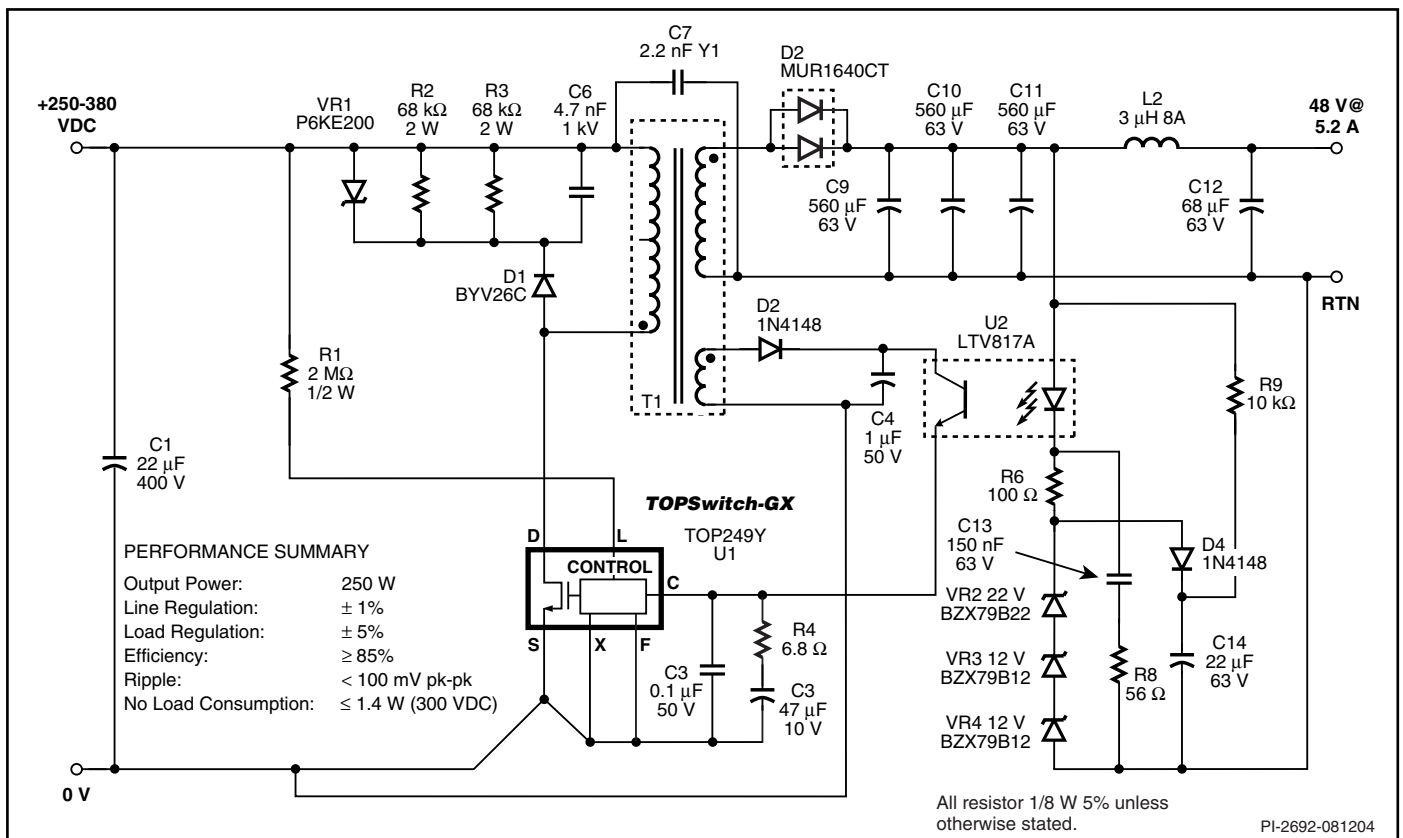 C7
2.2 nF Y1
D2
MUR1640CT
+250-380
VDC
VR1
P6KE200
R2
68 kΩ
2 W
R3
68 kΩ
2 W
C6
4.7 nF
1 kV
C10
560 µF
63 V
C11
560 µF
63 V
L2
3 µH 8A
48 V@
5.2 A
C9
560 µF
63 V
C12
68 µF
63 V
D1
BYV26C
RTN
D2
1N4148
U2
LTV817A
R1
2 MΩ
1/2 W
T1
C4
1 µF
50 V
R9
10 kΩ
C1
22 µF
400 V
R6
100 Ω
TOPSwitch-GX
TOP249Y
U1
D
L
CONTROL
C
S
X
F
C13
150 nF
63 V
D4
1N4148
PERFORMANCE SUMMARY
Output Power: 250 W
Line Regulation: ± 1%
Load Regulation: ± 5%
Efficiency: ≥ 85%
Ripple: < 100 mV pk-pk
No Load Consumption: ≤ 1.4 W (300 VDC)
VR2 22 V
BZX79B22
R4
6.8 Ω
C3
0.1 µF
50 V
C3
47 µF
10 V
VR3 12 V
BZX79B12
R8
56 Ω
C14
22 µF
63 V
VR4 12 V
BZX79B12
0 V
All resistor 1/8 W 5% unless
otherwise stated.
PI-2692-081204